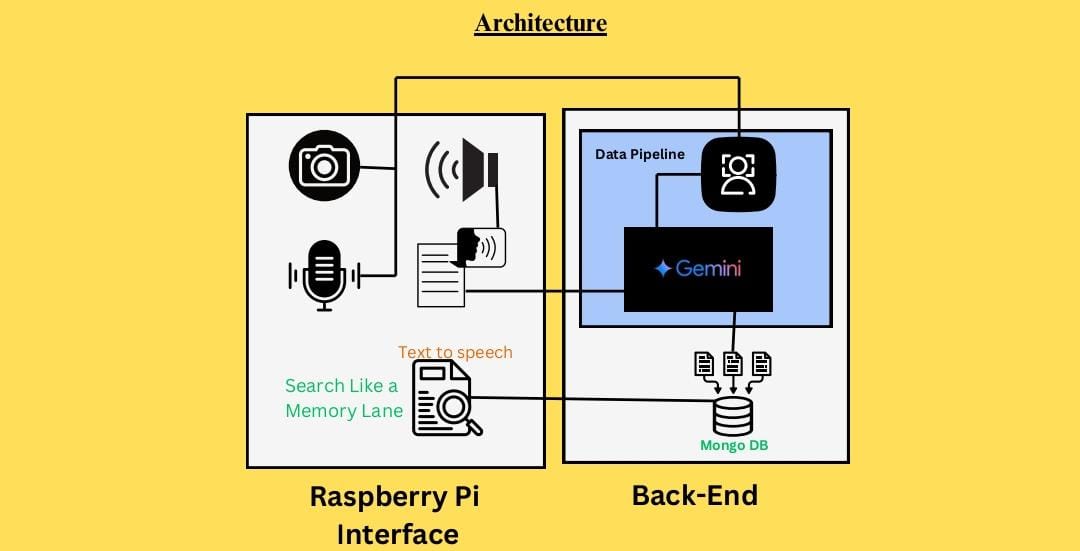 Architecture
Data Pipeline
Gemini
Text to speech
Search Like a
Memory Lane
Mongo DB
Raspberry Pi
Interface
Back-End